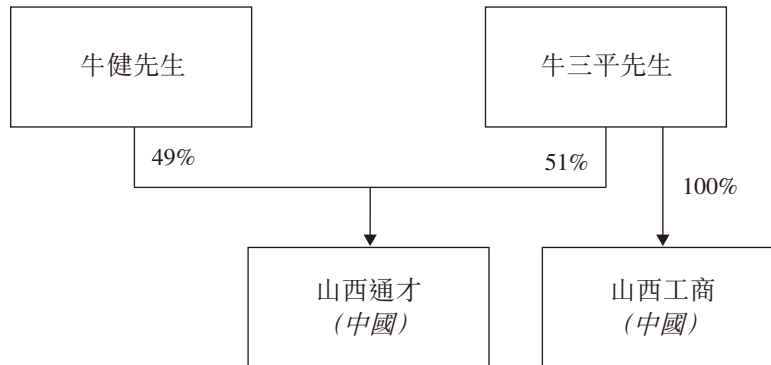 牛健先生
牛三平先生
49%
51%
100%
山西通才
（中國）
山西工商
（中國）